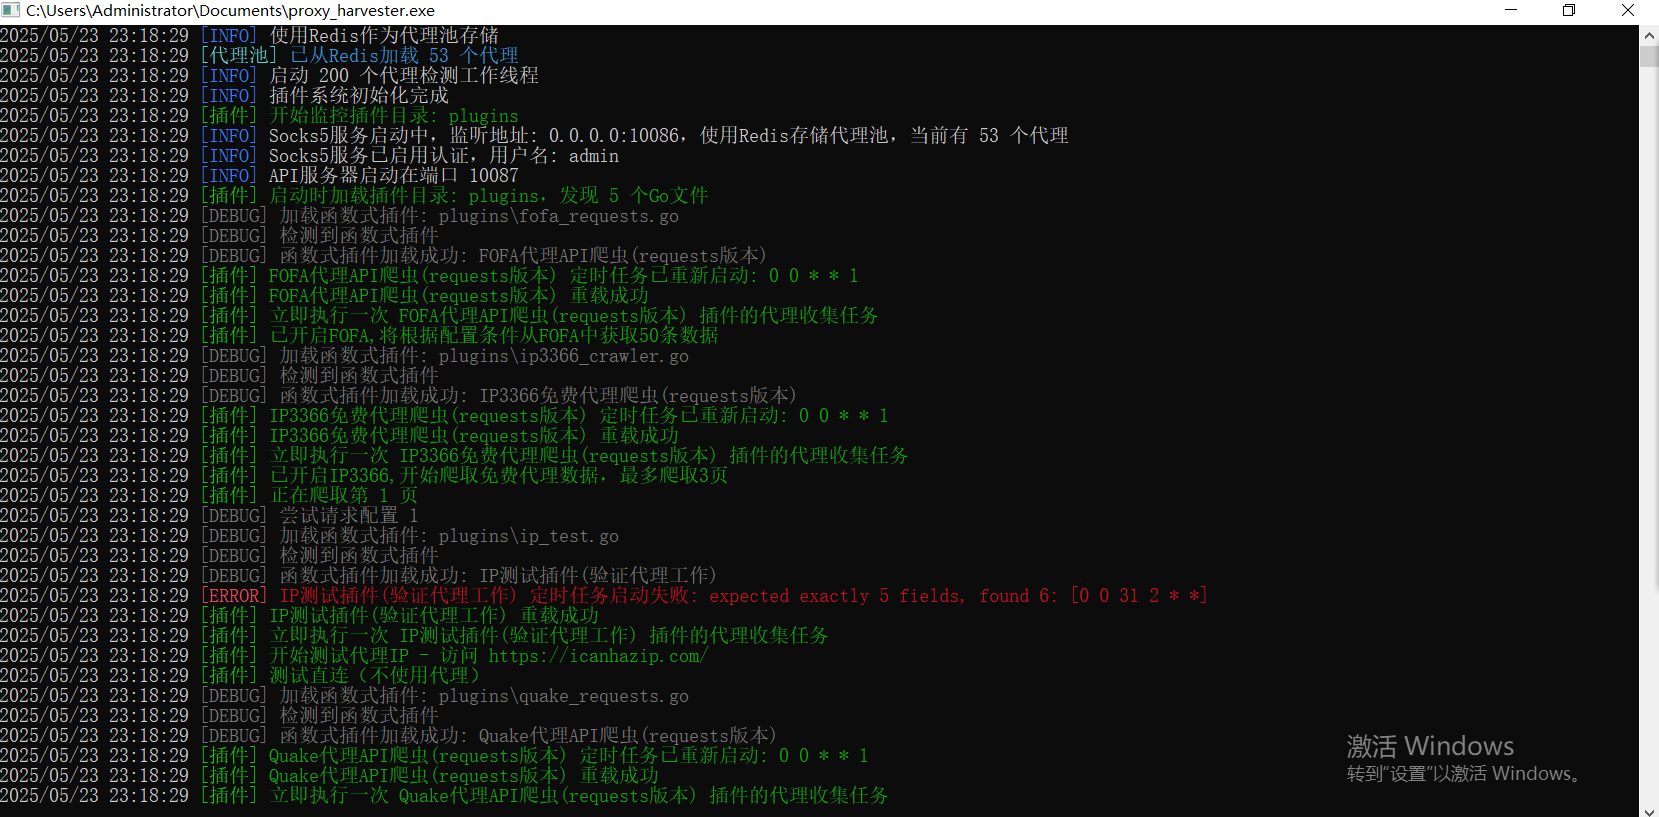 C:\Users\Administrator\Documents\proxy_harvester.exe
2025/05/23 23:18:29 [INFO] 使用Redis作为代理池存储
2025/05/23 23:18:29 [代理池] 已从Redis加载 53 个代理
2025/05/23 23:18:29 [INFO] 启动 200 个代理检测工作线程
2025/05/23 23:18:29 [INFO] 插件系统初始化完成
2025/05/23 23:18:29 [插件] 开始监控插件目录: plugins
2025/05/23 23:18:29 [INFO] Socks5服务启动中，监听地址: 0.0.0.0:10086，使用Redis存储代理池，当前有 53 个代理
2025/05/23 23:18:29 [INFO] Socks5服务已启用认证，用户名: admin
2025/05/23 23:18:29 [INFO] API服务器启动在端口 10087
2025/05/23 23:18:29 [插件] 启动时加载插件目录: plugins，发现 5 个Go文件
2025/05/23 23:18:29 [DEBUG] 加载函数式插件: plugins\fofa_requests.go
2025/05/23 23:18:29 [DEBUG] 检测到函数式插件
2025/05/23 23:18:29 [DEBUG] 函数式插件加载成功: FOFA代理API爬虫(requests版本)
2025/05/23 23:18:29 [插件] FOFA代理API爬虫(requests版本) 定时任务已重新启动: 0 0 * * 1
2025/05/23 23:18:29 [插件] FOFA代理API爬虫(requests版本) 重载成功
2025/05/23 23:18:29 [插件] 立即执行一次 FOFA代理API爬虫(requests版本) 插件的代理收集任务
2025/05/23 23:18:29 [插件] 已开启FOFA,将根据配置条件从FOFA中获取50条数据
2025/05/23 23:18:29 [DEBUG] 加载函数式插件: plugins\ip3366_crawler.go
2025/05/23 23:18:29 [DEBUG] 检测到函数式插件
2025/05/23 23:18:29 [DEBUG] 函数式插件加载成功: IP3366免费代理爬虫(requests版本)
2025/05/23 23:18:29 [插件] IP3366免费代理爬虫(requests版本) 定时任务已重新启动: 0 0 * * 1
2025/05/23 23:18:29 [插件] IP3366免费代理爬虫(requests版本) 重载成功
2025/05/23 23:18:29 [插件] 立即执行一次 IP3366免费代理爬虫(requests版本) 插件的代理收集任务
2025/05/23 23:18:29 [插件] 已开启IP3366,开始爬取免费代理数据，最多爬取3页
2025/05/23 23:18:29 [插件] 正在爬取第 1 页
2025/05/23 23:18:29 [DEBUG] 尝试请求配置 1
2025/05/23 23:18:29 [DEBUG] 加载函数式插件: plugins\ip_test.go
2025/05/23 23:18:29 [DEBUG] 检测到函数式插件
2025/05/23 23:18:29 [DEBUG] 函数式插件加载成功: IP测试插件(验证代理工作)
2025/05/23 23:18:29 [ERROR] IP测试插件(验证代理工作) 定时任务启动失败: expected exactly 5 fields, found 6: [0 0 31 2 * *]
2025/05/23 23:18:29 [插件] IP测试插件(验证代理工作) 重载成功
2025/05/23 23:18:29 [插件] 立即执行一次 IP测试插件(验证代理工作) 插件的代理收集任务
2025/05/23 23:18:29 [插件] 开始测试代理IP - 访问 https://icanhazip.com/
2025/05/23 23:18:29 [插件] 测试直连（不使用代理）
2025/05/23 23:18:29 [DEBUG] 加载函数式插件: plugins\quake_requests.go
2025/05/23 23:18:29 [DEBUG] 检测到函数式插件
2025/05/23 23:18:29 [DEBUG] 函数式插件加载成功: Quake代理API爬虫(requests版本)
2025/05/23 23:18:29 [插件] Quake代理API爬虫(requests版本) 定时任务已重新启动: 0 0 * * 1
2025/05/23 23:18:29 [插件] Quake代理API爬虫(requests版本) 重载成功
2025/05/23 23:18:29 [插件] 立即执行一次 Quake代理API爬虫(requests版本) 插件的代理收集任务
激活 Windows
转到“设置”以激活 Windows。